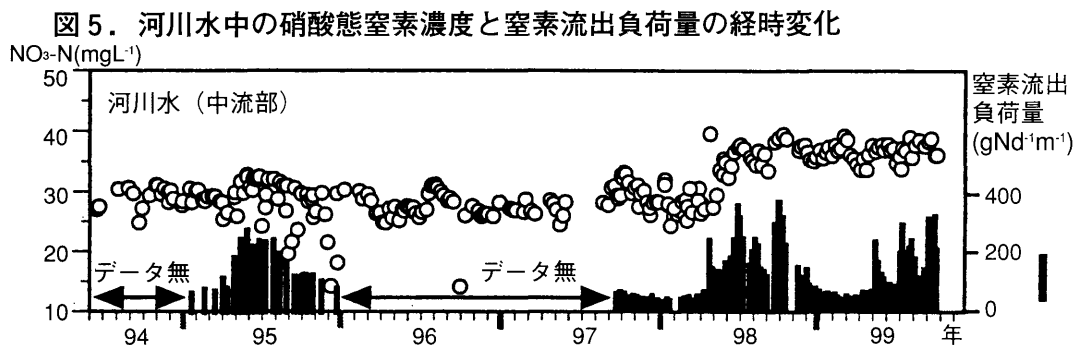 図５．河川水中の硝酸態窒素濃度と窒素流出負荷量の経時変化
NO₃-N(mgL⁻¹)
50
40
30
20
10
河川水（中流部）
データ無
データ無
窒素流出
負荷量
(gNd⁻¹m⁻¹)
400
200
0
94 95 96 97 98 99 年